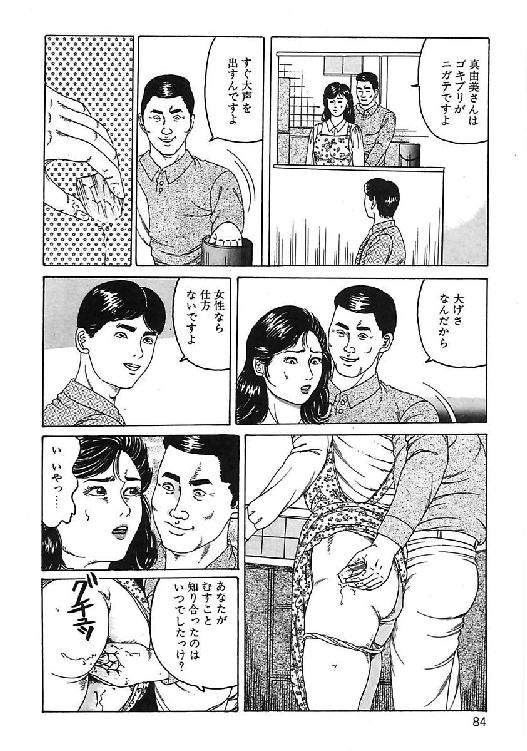 真由美さんは
ゴキブリが
ニガテですよ
すぐ大声を
出すんですよ
大げさ
なんだから
女性なら
仕方
ないですよ
い いやっ…
……
あなたが
むすこと
知り合ったのは
いつでしたっけ?
グチュッ
84